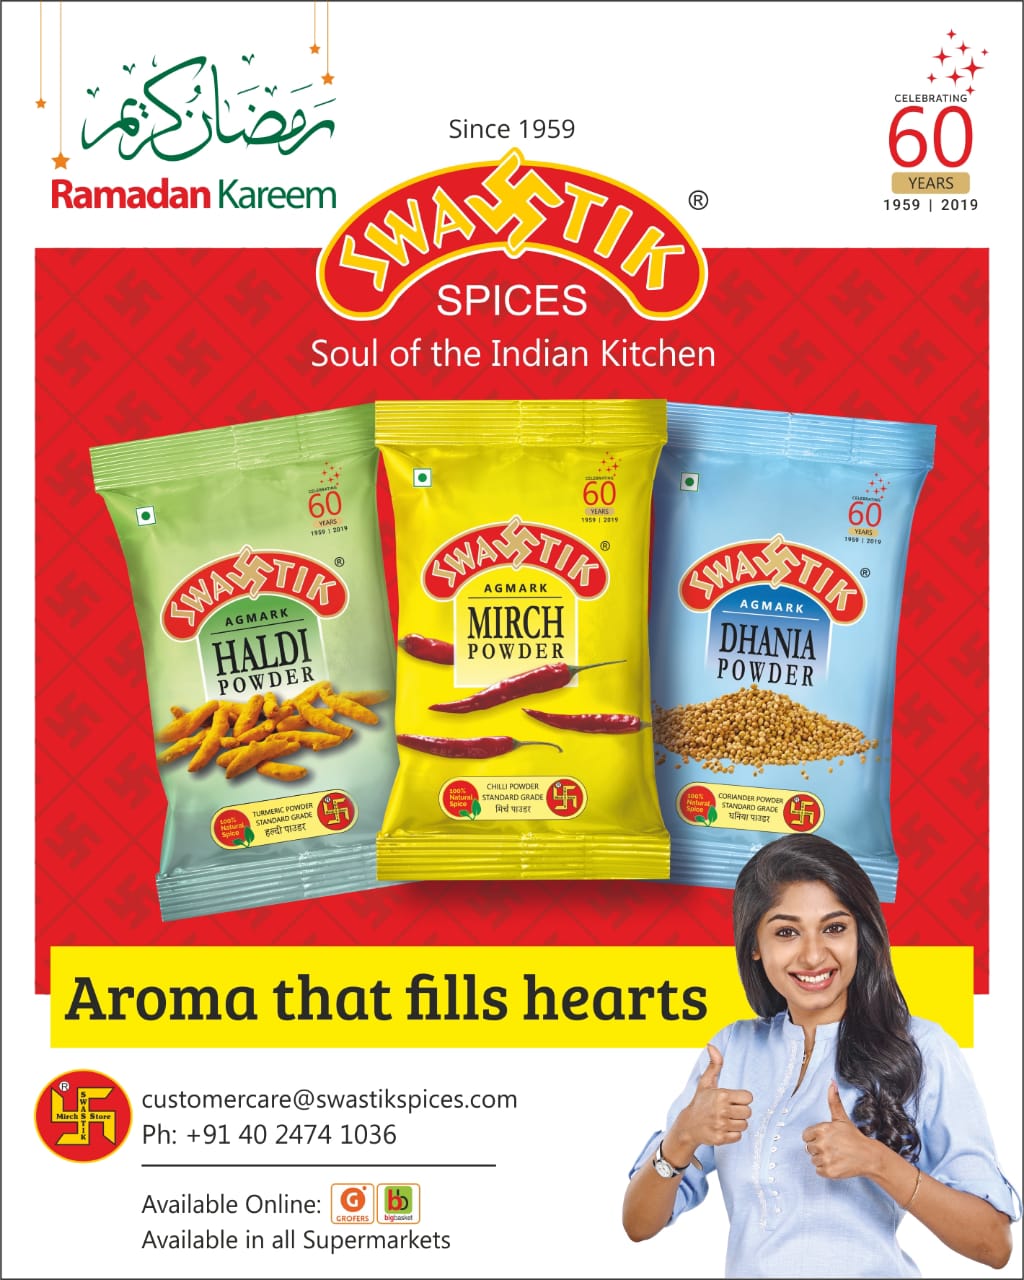 رمضان كريم
Ramadan Kareem
CELEBRATING
60
YEARS
1959 | 2019
Since 1959
SWASTIK
®
SPICES
Soul of the Indian Kitchen
CELEBRATING
60
YEARS
1959 | 2019
SWASTIK ®
AGMARK
HALDI
POWDER
100%
Natural
Spice
TURMERIC POWDER
STANDARD GRADE
हल्दी पाउडर
®
CELEBRATING
60
YEARS
1959 | 2019
SWASTIK ®
AGMARK
MIRCH
POWDER
100%
Natural
Spice
CHILLI POWDER
STANDARD GRADE
मिर्च पाउडर
®
CELEBRATING
60
YEARS
1959 | 2019
SWASTIK ®
AGMARK
DHANIA
POWDER
100%
Natural
Spice
CORIANDER POWDER
STANDARD GRADE
धनिया पाउडर
®
Aroma that fills hearts
®
SWASTIK
Mirch Store
customercare@swastikspices.com
Ph: +91 40 2474 1036
Available Online: G GROFERS bb bigbasket
Available in all Supermarkets